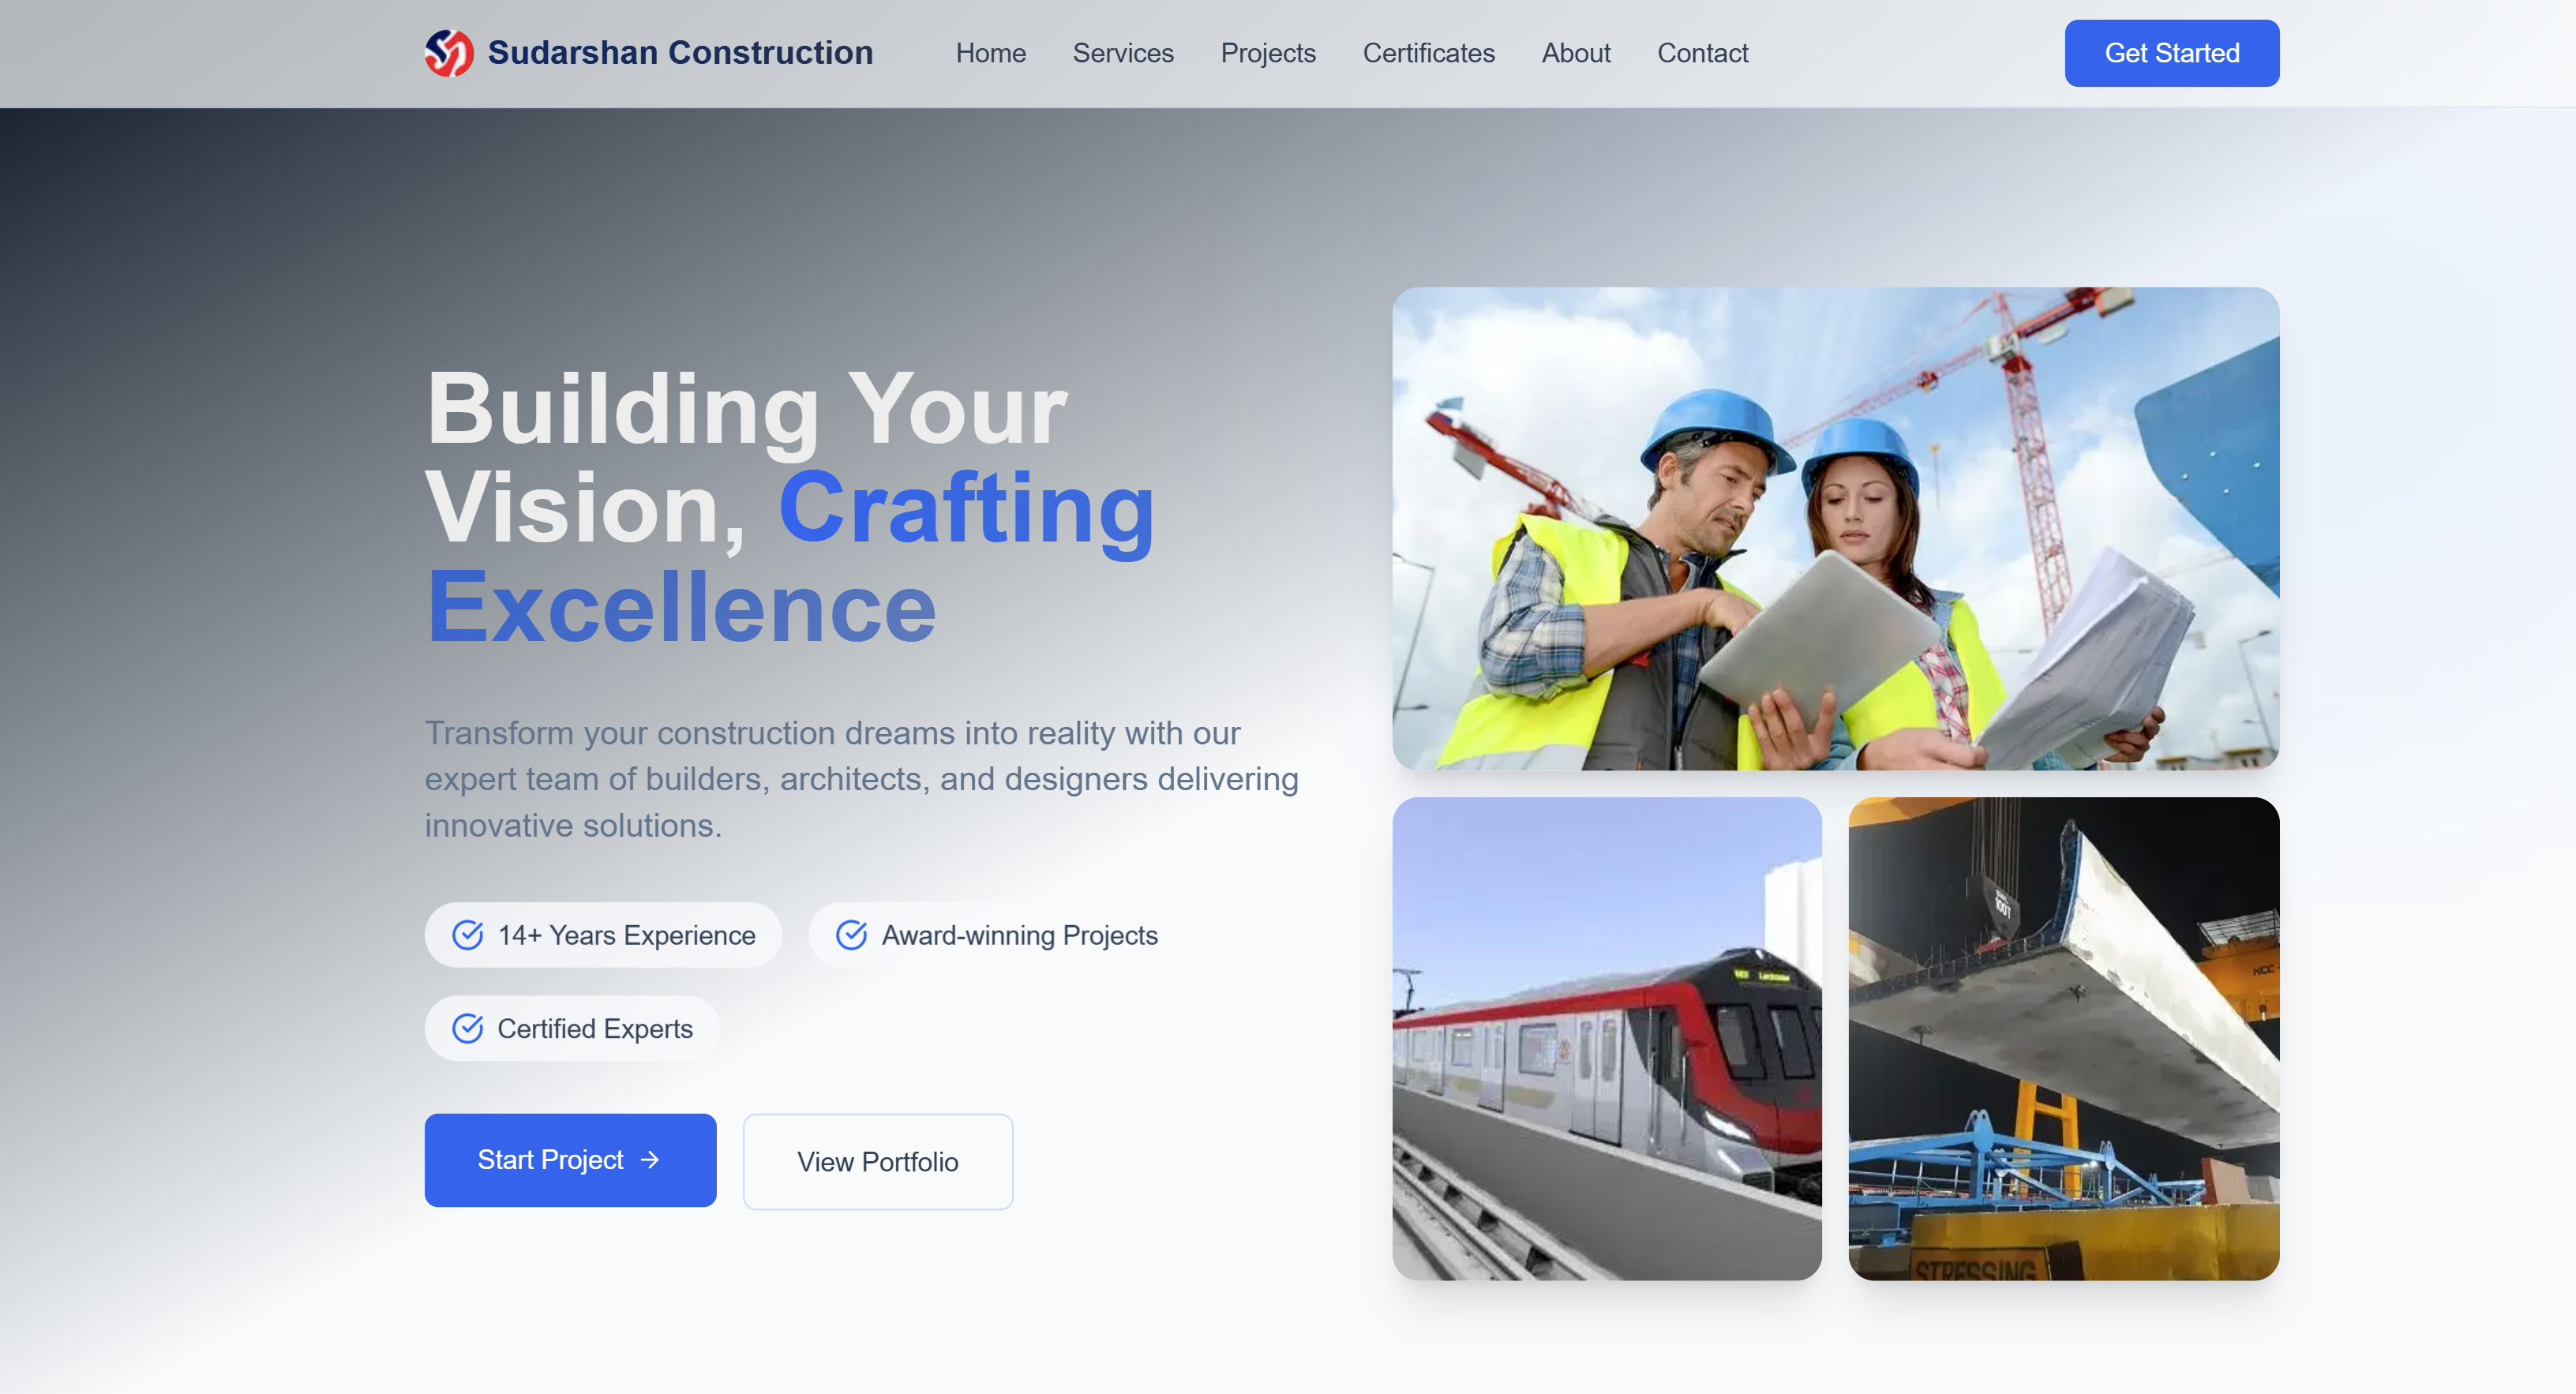 Sudarshan Construction
Home
Services
Projects
Certificates
About
Contact
Get Started
Building Your
Vision, Crafting
Excellence
Transform your construction dreams into reality with our
expert team of builders, architects, and designers delivering
innovative solutions.
14+ Years Experience
Award-winning Projects
Certified Experts
Start Project
View Portfolio
100T
HCC
STRESSING